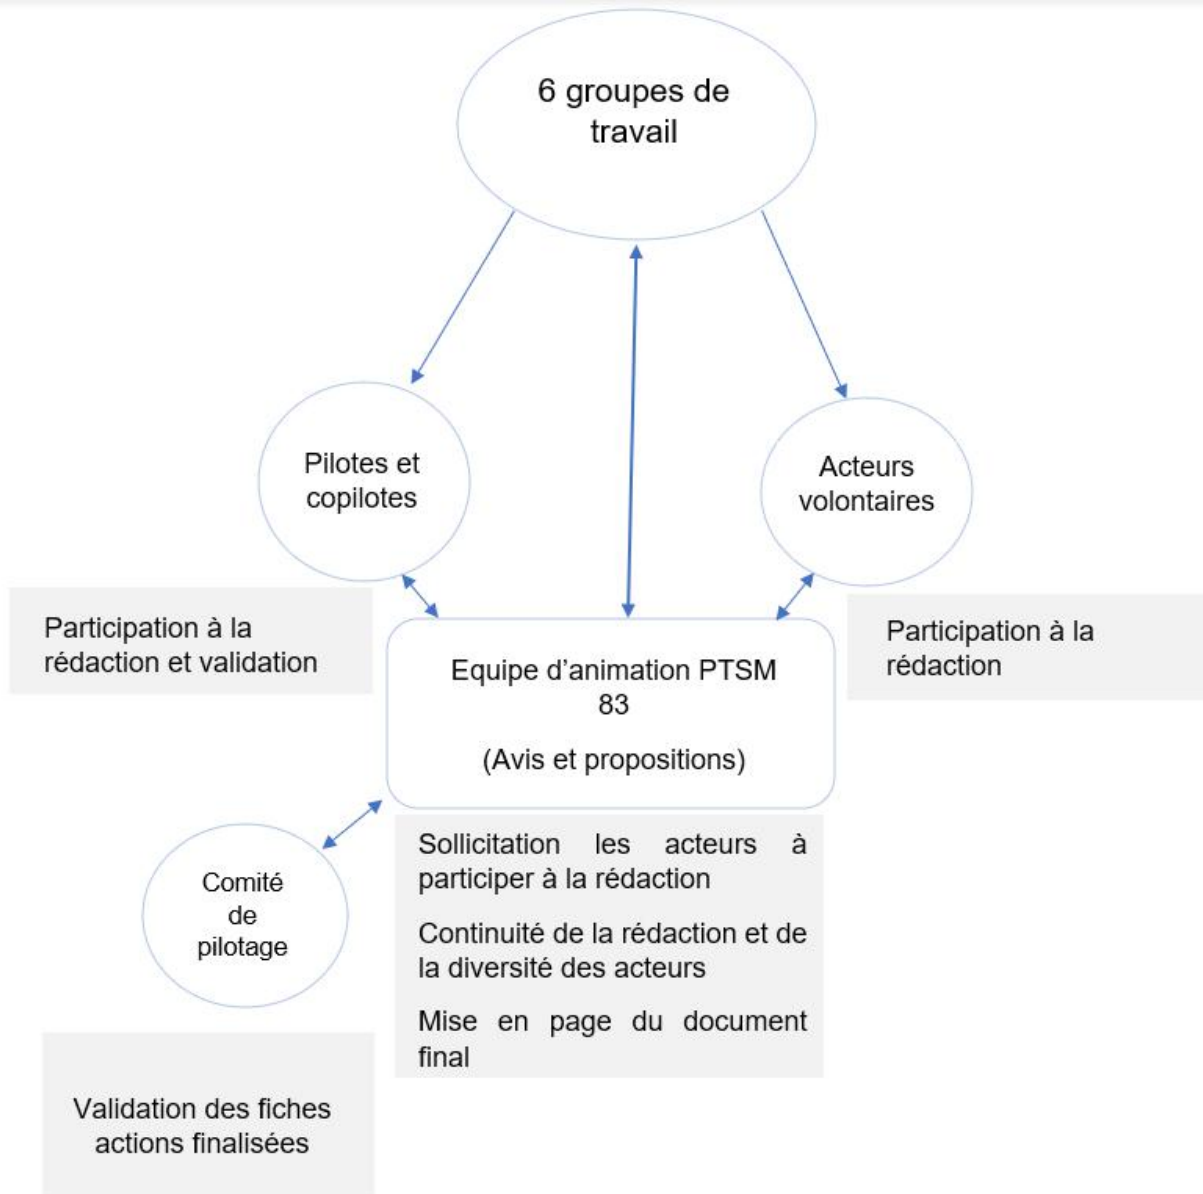 6 groupes de
travail
Pilotes et
copilotes
Acteurs
volontaires
Participation à la
rédaction et validation
Participation à la
rédaction
Equipe d’animation PTSM
83
(Avis et propositions)
Sollicitation les acteurs à
participer à la rédaction
Continuité de la rédaction et de
la diversité des acteurs
Mise en page du document
final
Comité
de
pilotage
Validation des fiches
actions finalisées